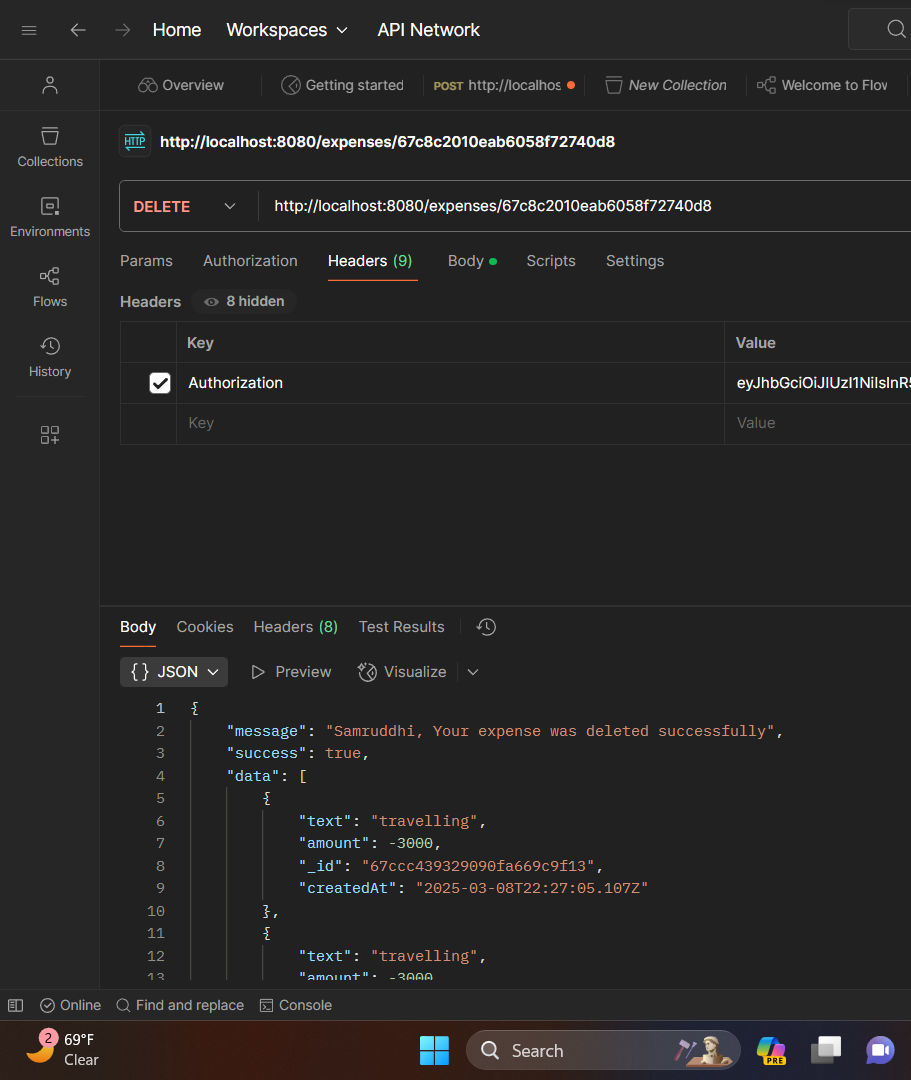 Home Workspaces API Network
Overview Getting started POST http://localhos New Collection Welcome to Flov
HTTP http://localhost:8080/expenses/67c8c2010eab6058f72740d8
Collections
DELETE http://localhost:8080/expenses/67c8c2010eab6058f72740d8
Environments
Params Authorization Headers (9) Body Scripts Settings
Flows
Headers 8 hidden
Key Value
History
Authorization eyJhbGciOiJIUzI1NiIsInR5
Key Value
Body Cookies Headers (8) Test Results
{} JSON Preview Visualize
1 {
2 "message": "Samruddhi, Your expense was deleted successfully",
3 "success": true,
4 "data": [
5 {
6 "text": "travelling",
7 "amount": -3000,
8 "_id": "67ccc439329090fa669c9f13",
9 "createdAt": "2025-03-08T22:27:05.107Z"
10 },
11 {
12 "text": "travelling",
13 "amount": -3000
Online Find and replace Console
2 69°F
Clear
Search
PRE